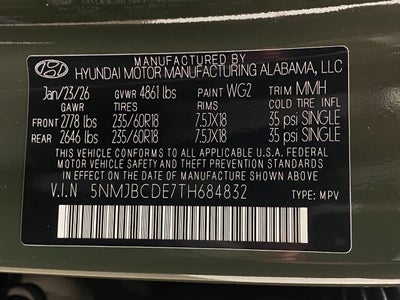 MANUFACTURED BY
HYUNDAI MOTOR MANUFACTURING ALABAMA, LLC
Jan/23/26 GVWR 4861 lbs PAINT WG2 TRIM MMH
GAWR TIRES RIMS COLD TIRE INFL
FRONT 2778 lbs 235/60R18 7.5JX18 35 psi SINGLE
REAR 2646 lbs 235/60R18 7.5JX18 35 psi SINGLE
THIS VEHICLE CONFORMS TO ALL APPLICABLE U.S.A. FEDERAL
MOTOR VEHICLE SAFETY, BUMPER AND THEFT PREVENTION
STANDARDS IN EFFECT ON THE DATE OF MANUFACTURE SHOWN ABOVE
V.I.N 5NMJBCDE7TH684832 TYPE: MPV